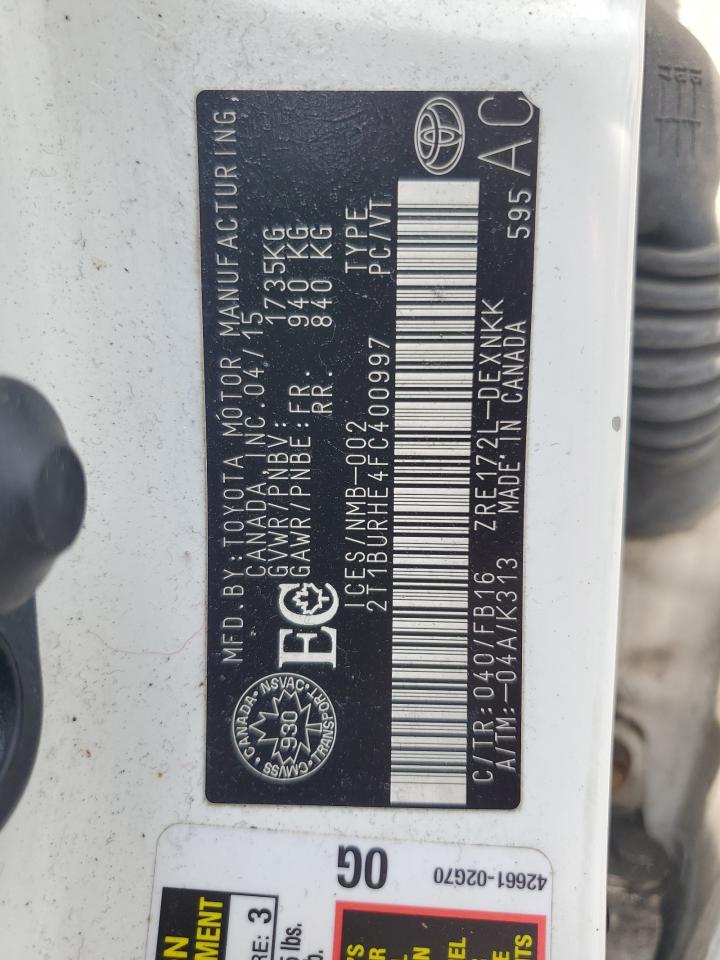 MFD.BY:TOYOTA MOTOR MANUFACTURING
CANADA INC.04/15
GVWR/PNBV: 1735KG
GAWR/PNBE:FR. 940 KG
RR. 840 KG
EC
CANADA • NSVAC • TRANSPORT • CMVSS •
930
ICES/NMB-002 TYPE
2T1BURHE4FC400997 PC/VT
C/TR:040/FB16 ZRE172L-DEXNKK
A/TM:-04A/K313 MADE IN CANADA
595 AC
0G
42661-02G70